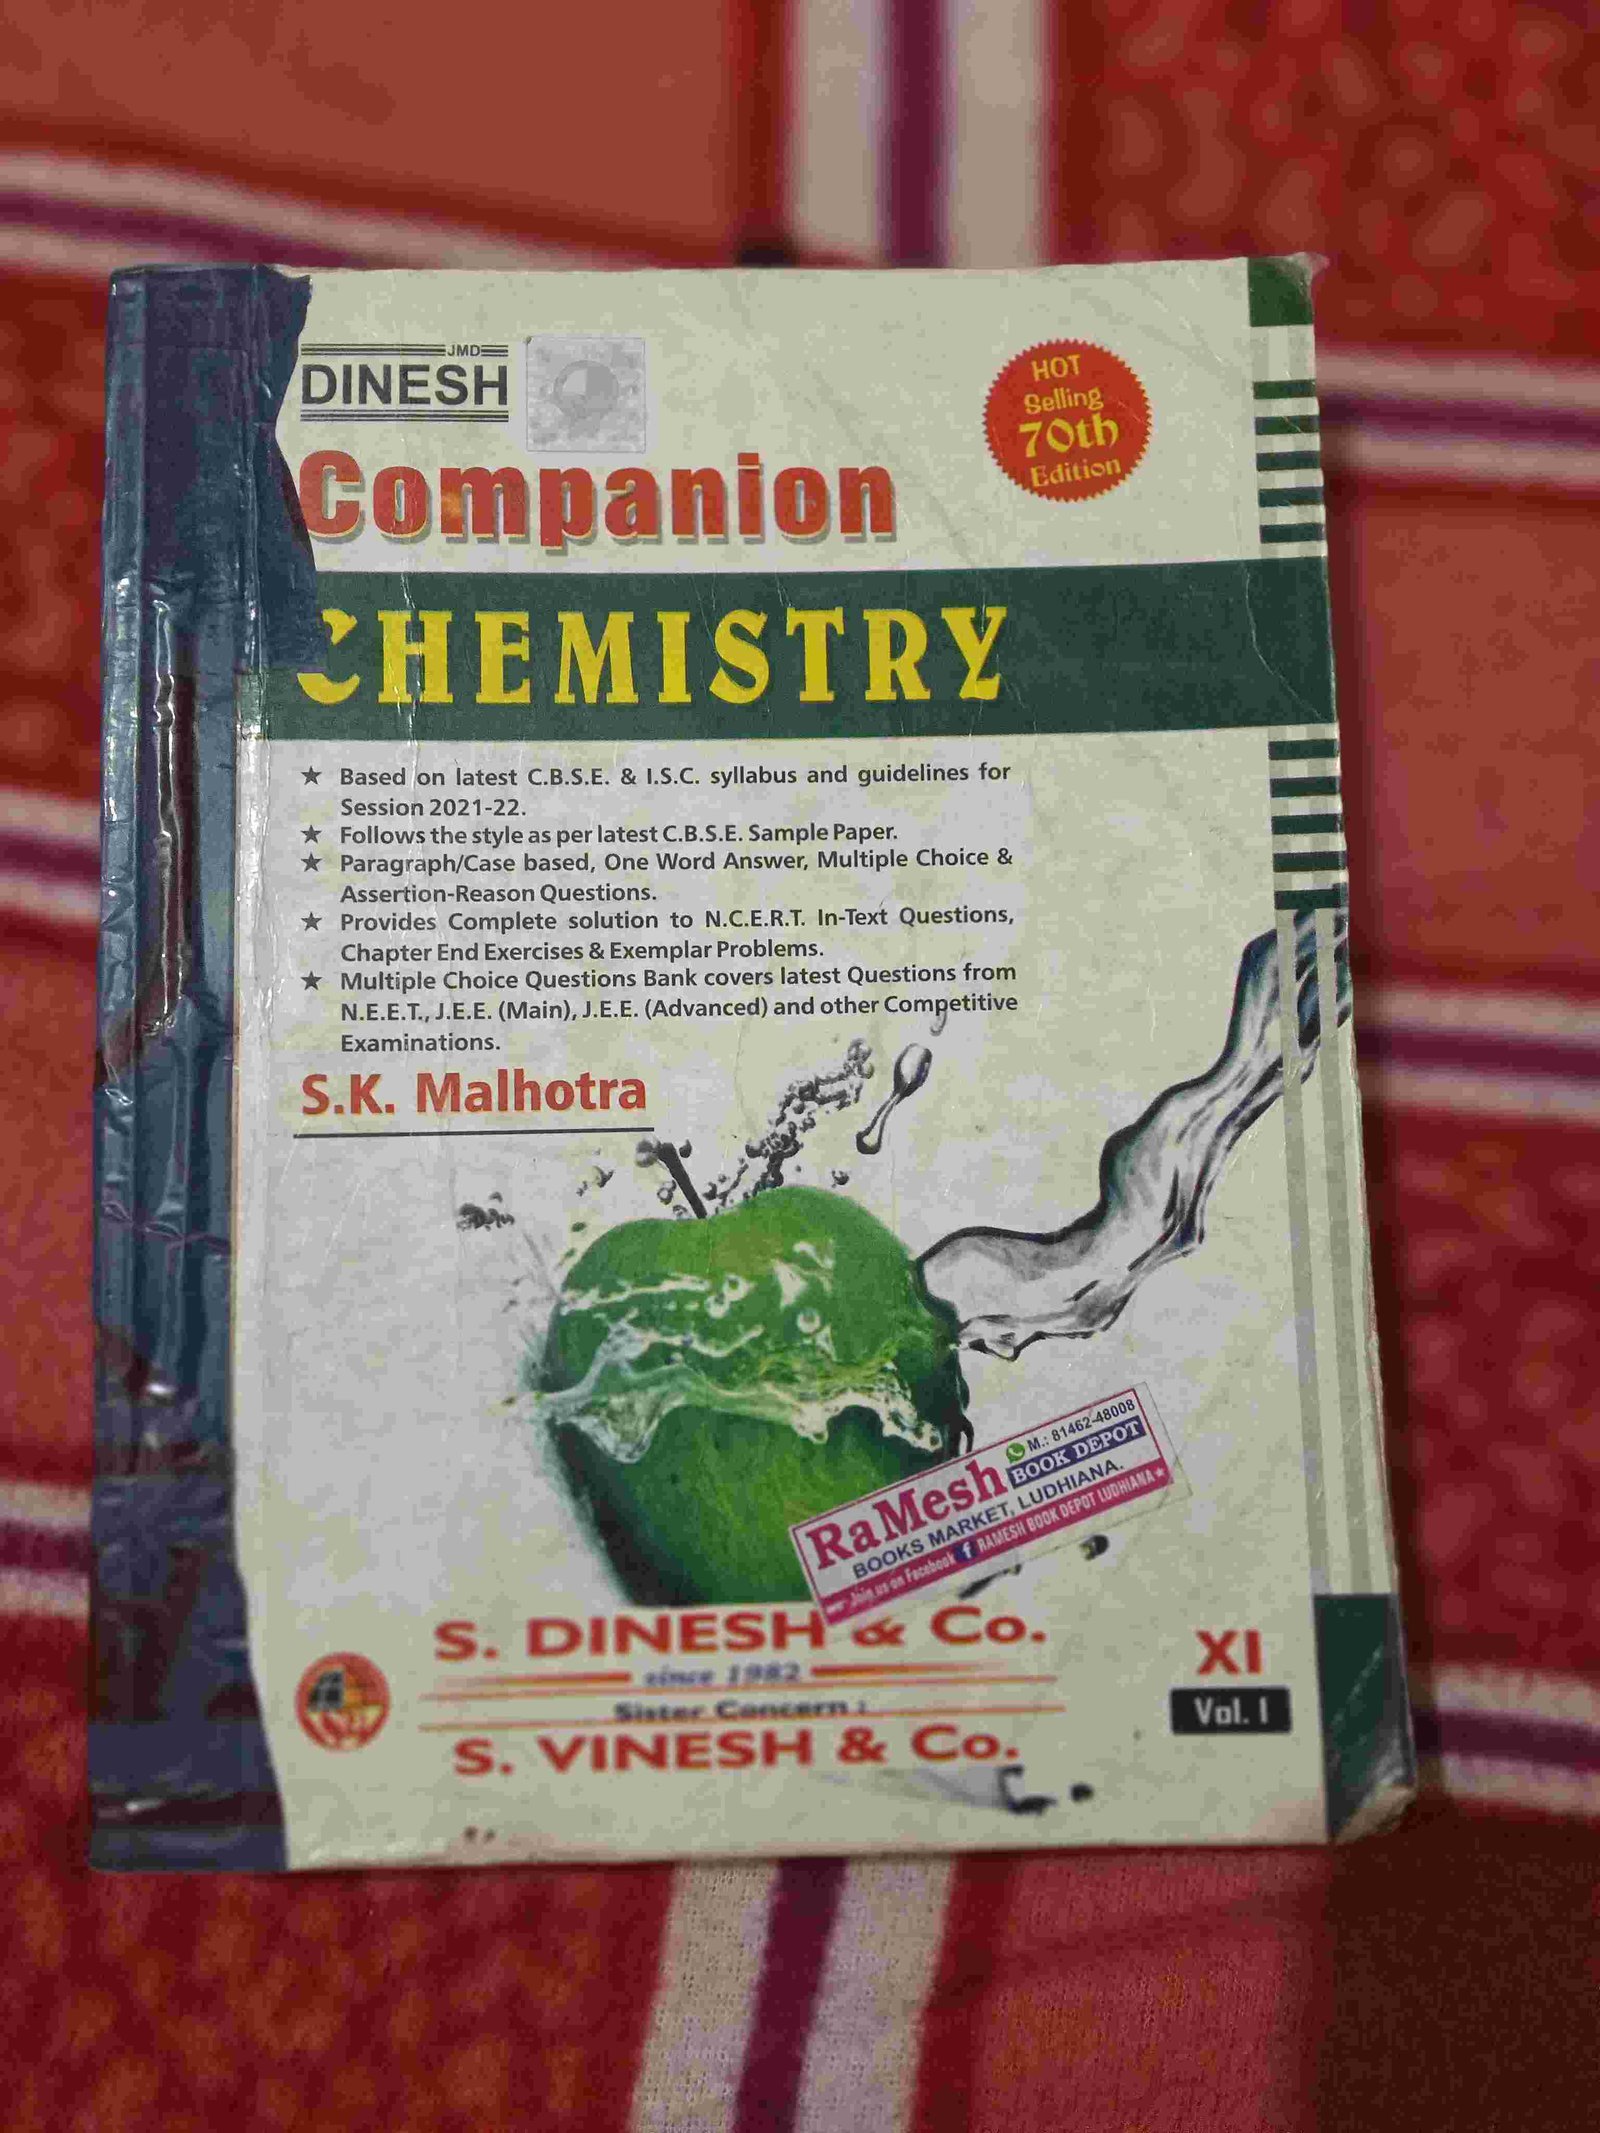 JMD
DINESH
HOT
Selling
70th
Edition
Companion
CHEMISTRY
★ Based on latest C.B.S.E. & I.S.C. syllabus and guidelines for
Session 2021-22.
★ Follows the style as per latest C.B.S.E. Sample Paper.
★ Paragraph/Case based, One Word Answer, Multiple Choice &
Assertion-Reason Questions.
★ Provides Complete solution to N.C.E.R.T. In-Text Questions,
Chapter End Exercises & Exemplar Problems.
★ Multiple Choice Questions Bank covers latest Questions from
N.E.E.T., J.E.E. (Main), J.E.E. (Advanced) and other Competitive
Examinations.
S.K. Malhotra
M.: 81462-48008
RaMesh BOOK DEPOT
BOOKS MARKET, LUDHIANA.
Join us on Facebook f RAMESH BOOK DEPOT LUDHIANA★
S. DINESH & Co.
since 1982
Sister Concern :
S. VINESH & Co.
XI
Vol. I